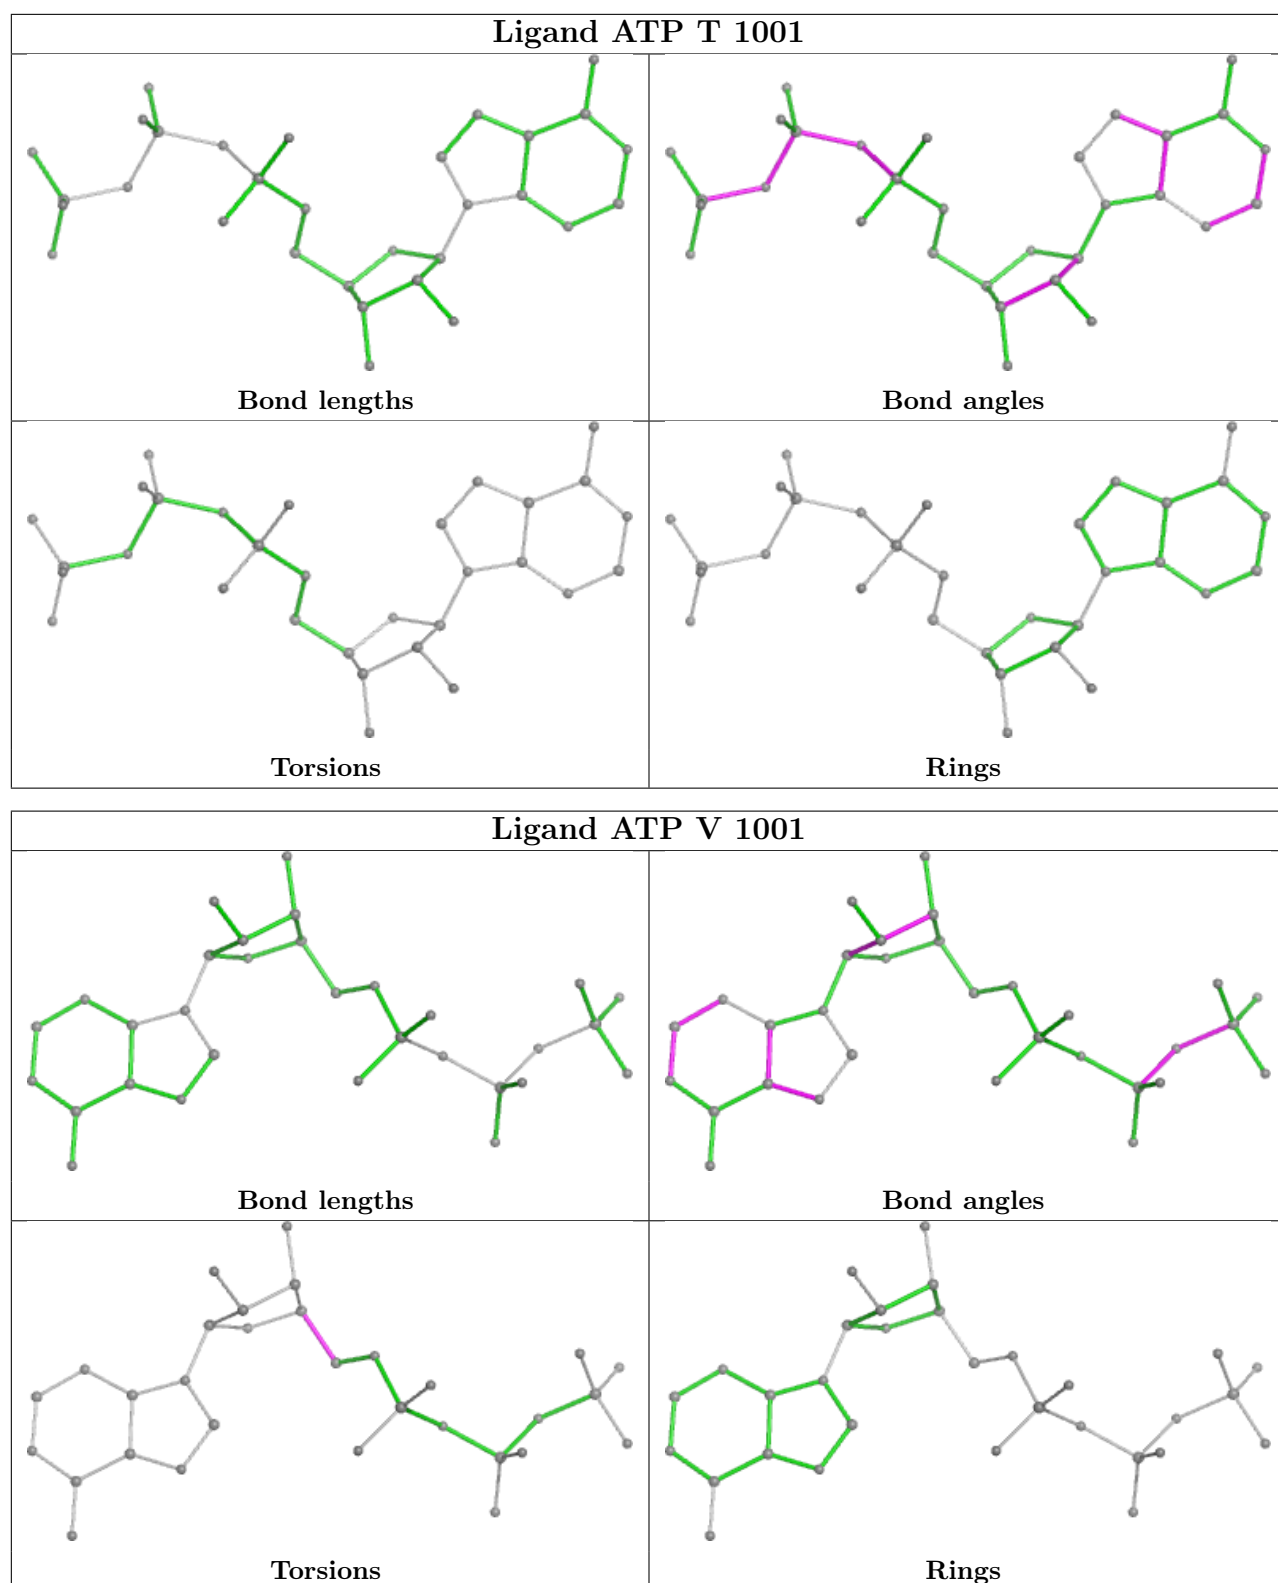 Ligand ATP T 1001
Bond lengths
Bond angles
Torsions
Rings
Ligand ATP V 1001
Bond lengths
Bond angles
Torsions
Rings